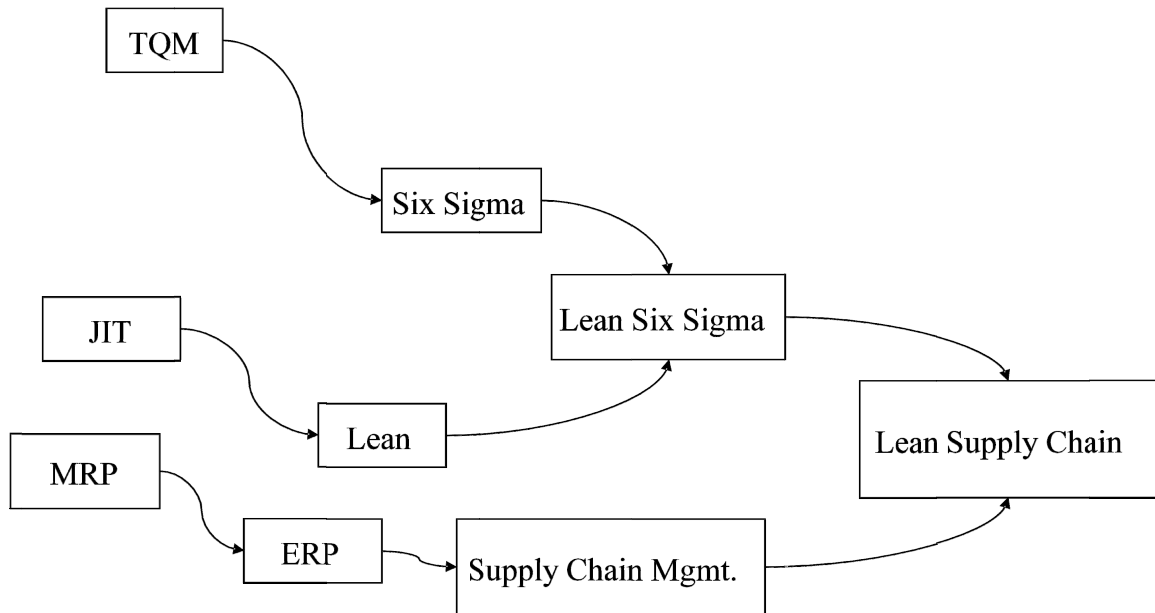 TQM
Six Sigma
Lean Six Sigma
JIT
Lean
Lean Supply Chain
MRP
ERP
Supply Chain Mgmt.